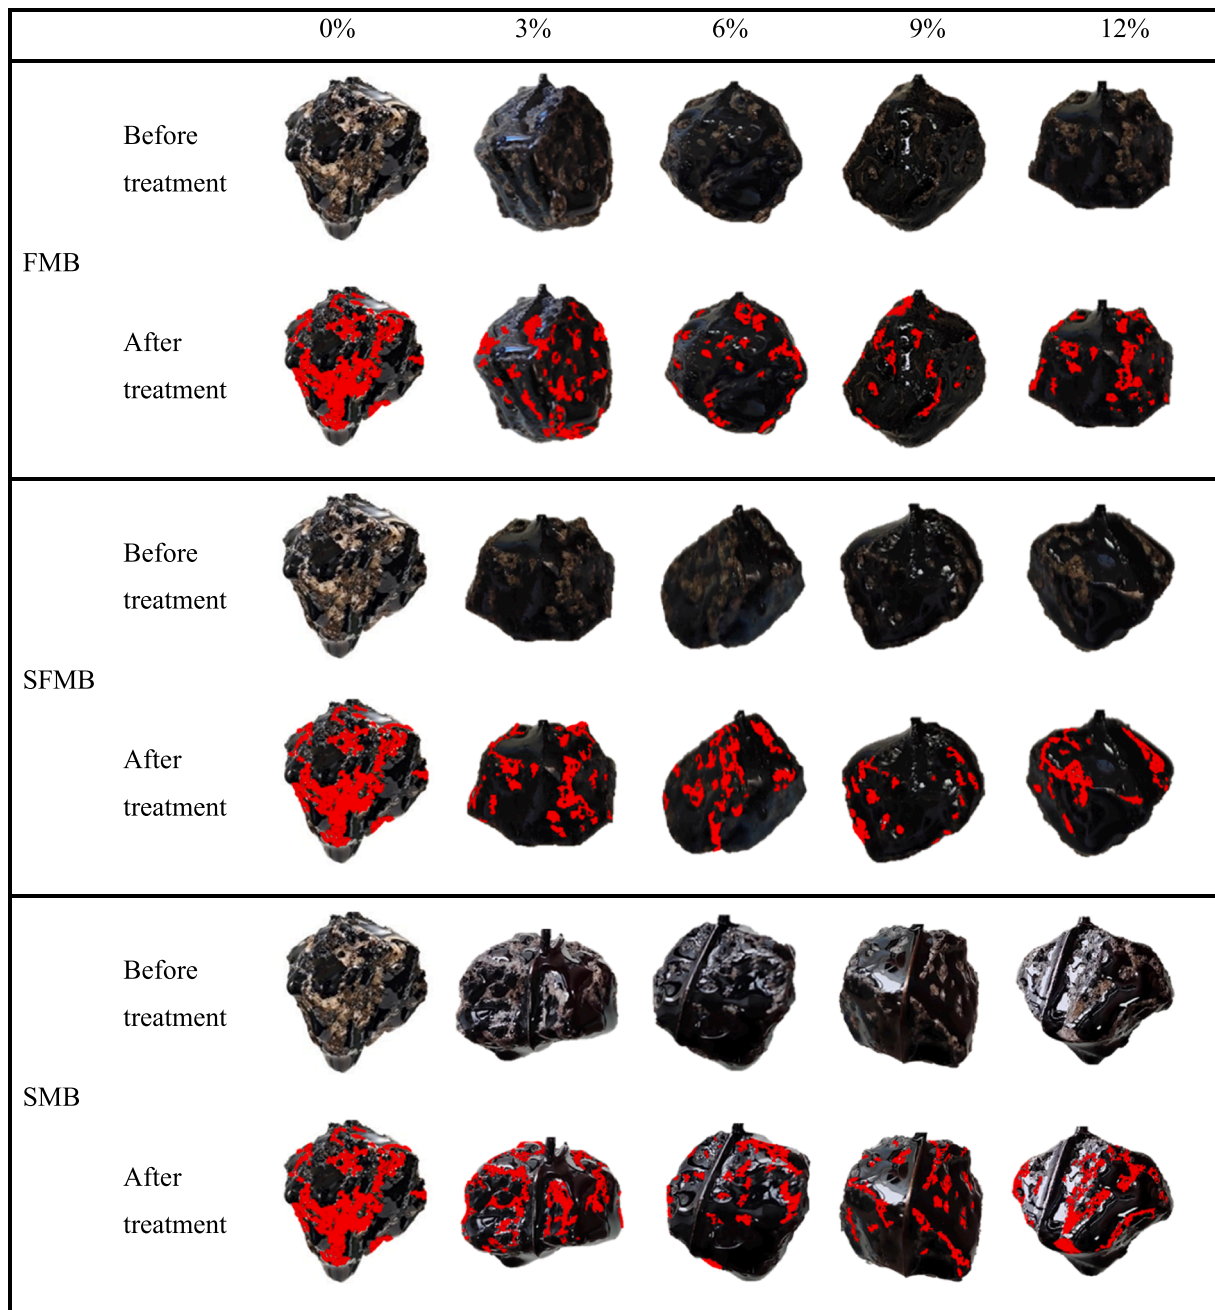 0% 3% 6% 9% 12%
Before
treatment
FMB
After
treatment
Before
treatment
SFMB
After
treatment
Before
treatment
SMB
After
treatment